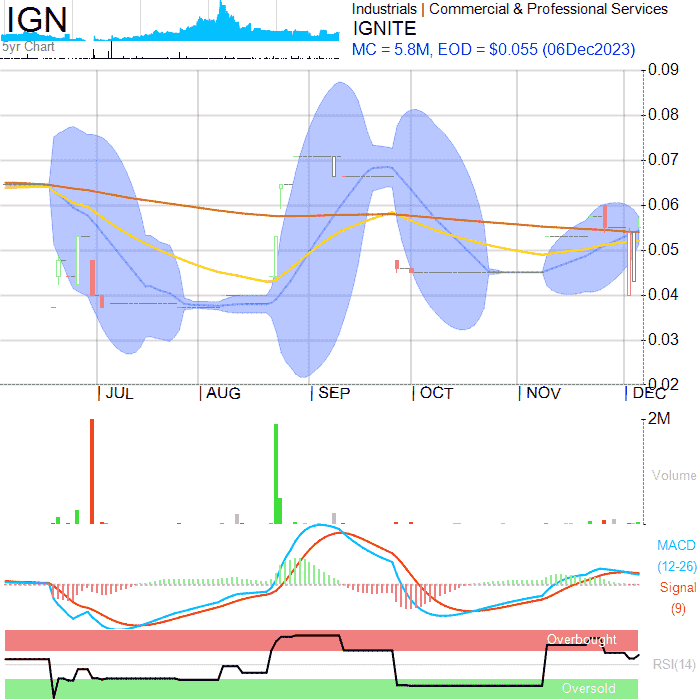 IGN
5yr Chart
Industrials | Commercial & Professional Services
IGNITE
MC = 5.8M, EOD = $0.055 (06Dec2023)
0.09
0.08
0.07
0.06
0.05
0.04
0.03
0.02
JUL
AUG
SEP
OCT
NOV
DEC
2M
Volume
MACD
(12-26)
Signal
(9)
Overbought
RSI(14)
Oversold